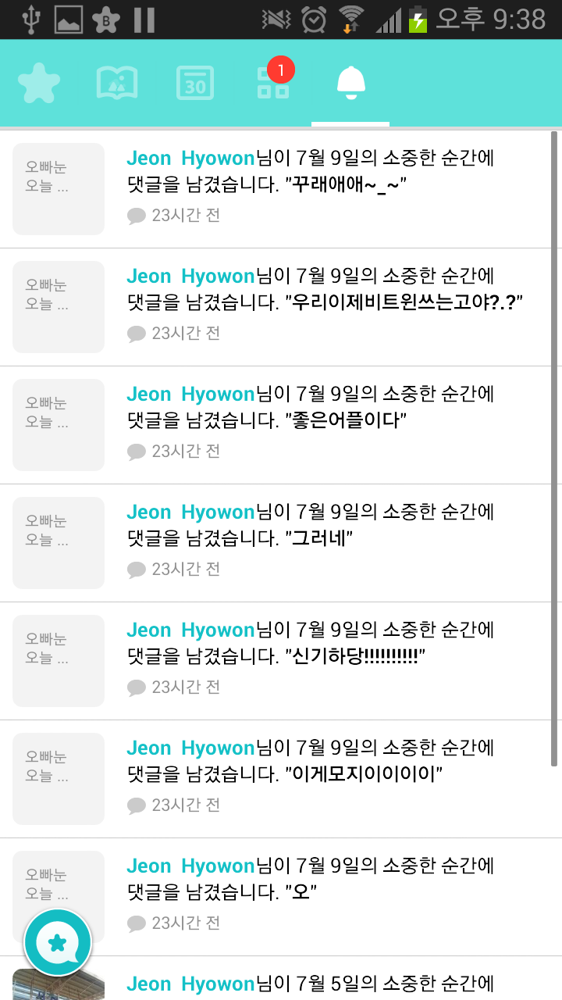 오후 9:38
30
1
오빠눈
오늘 ...
Jeon Hyowon님이 7월 9일의 소중한 순간에
댓글을 남겼습니다. "꾸래애애~_~"
23시간 전
오빠눈
오늘 ...
Jeon Hyowon님이 7월 9일의 소중한 순간에
댓글을 남겼습니다. "우리이제비트윈쓰는고야?.?"
23시간 전
오빠눈
오늘 ...
Jeon Hyowon님이 7월 9일의 소중한 순간에
댓글을 남겼습니다. "좋은어플이다"
23시간 전
오빠눈
오늘 ...
Jeon Hyowon님이 7월 9일의 소중한 순간에
댓글을 남겼습니다. "그러네"
23시간 전
오빠눈
오늘 ...
Jeon Hyowon님이 7월 9일의 소중한 순간에
댓글을 남겼습니다. "신기하당!!!!!!!!!!"
23시간 전
오빠눈
오늘 ...
Jeon Hyowon님이 7월 9일의 소중한 순간에
댓글을 남겼습니다. "이게모지이이이이"
23시간 전
오빠눈
오늘 ...
Jeon Hyowon님이 7월 9일의 소중한 순간에
댓글을 남겼습니다. "오"
23시간 전
Jeon Hyowon님이 7월 5일의 소중한 순간에